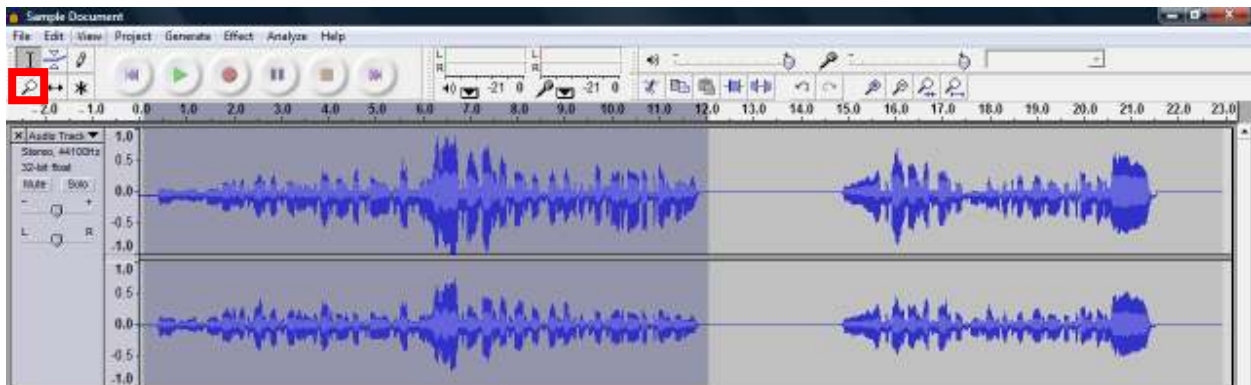 Sample Document
File Edit View Project Generate Effect Analyze Help
L
R
L
R
-21 0
-21 0
-2.0 -1.0 0.0 1.0 2.0 3.0 4.0 5.0 6.0 7.0 8.0 9.0 10.0 11.0 12.0 13.0 14.0 15.0 16.0 17.0 18.0 19.0 20.0 21.0 22.0 23.0
X Audio Track
Stereo, 44100Hz
32-bit float
Mute Solo
- +
L R
1.0
0.5
0.0
-0.5
-1.0
1.0
0.5
0.0
-0.5
-1.0